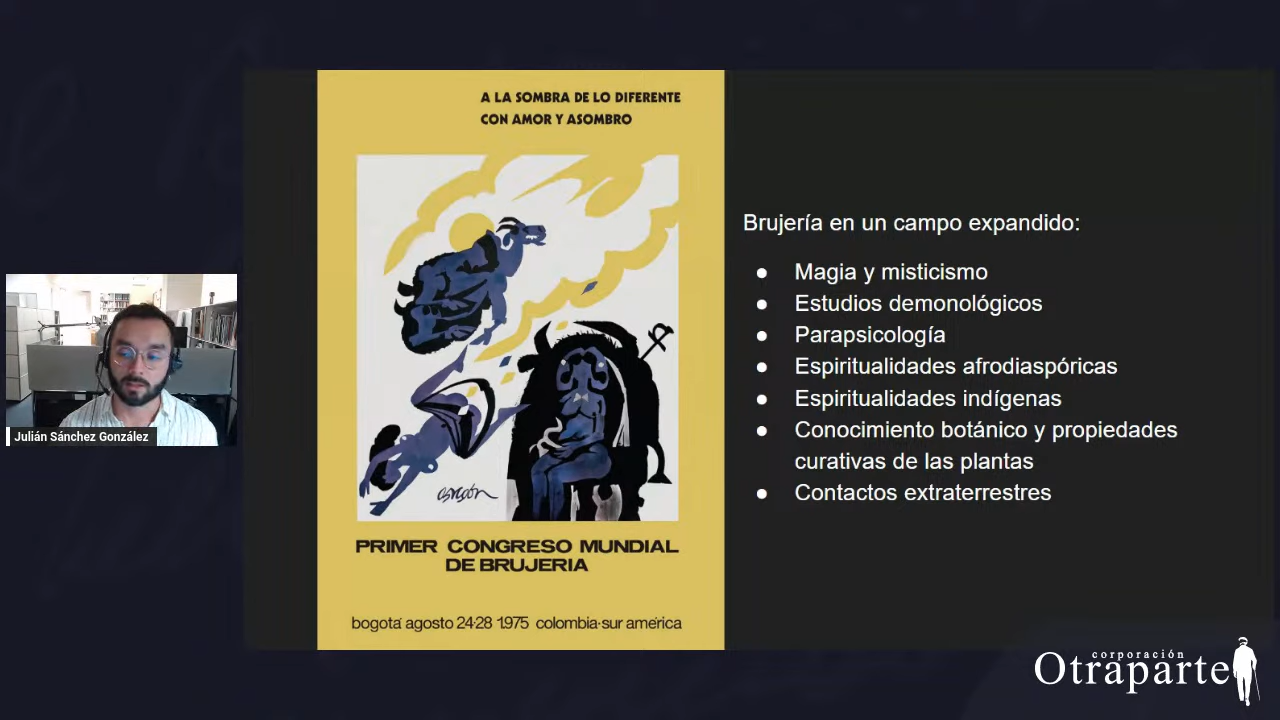 A LA SOMBRA DE LO DIFERENTE
CON AMOR Y ASOMBRO
asragón
PRIMER CONGRESO MUNDIAL
DE BRUJERIA
bogotá agosto 24-28 1975 colombia·sur américa
Brujería en un campo expandido:
● Magia y misticismo
● Estudios demonológicos
● Parapsicología
● Espiritualidades afrodiaspóricas
● Espiritualidades indígenas
● Conocimiento botánico y propiedades
curativas de las plantas
● Contactos extraterrestres
Julián Sánchez González
corporación
Otraparte